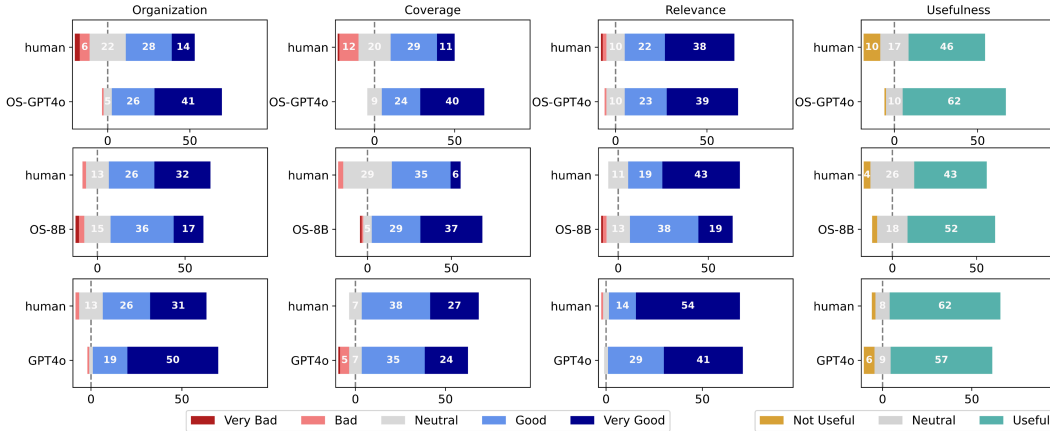 Organization Coverage Relevance Usefulness
human 6 22 28 14 human 12 20 29 11 human 10 22 38 human 10 17 46
OS-GPT4o 5 26 41 OS-GPT4o 9 24 40 OS-GPT4o 10 23 39 OS-GPT4o 10 62
0 50 0 50 0 50 0 50
human 13 26 32 human 29 35 6 human 11 19 43 human 4 26 43
OS-8B 15 36 17 OS-8B 5 29 37 OS-8B 13 38 19 OS-8B 18 52
0 50 0 50 0 50 0 50
human 13 26 31 human 7 38 27 human 14 54 human 8 62
GPT4o 19 50 GPT4o 5 7 35 24 GPT4o 29 41 GPT4o 6 9 57
0 50 0 50 0 50 0 50
Very Bad Bad Neutral Good Very Good Not Useful Neutral Useful